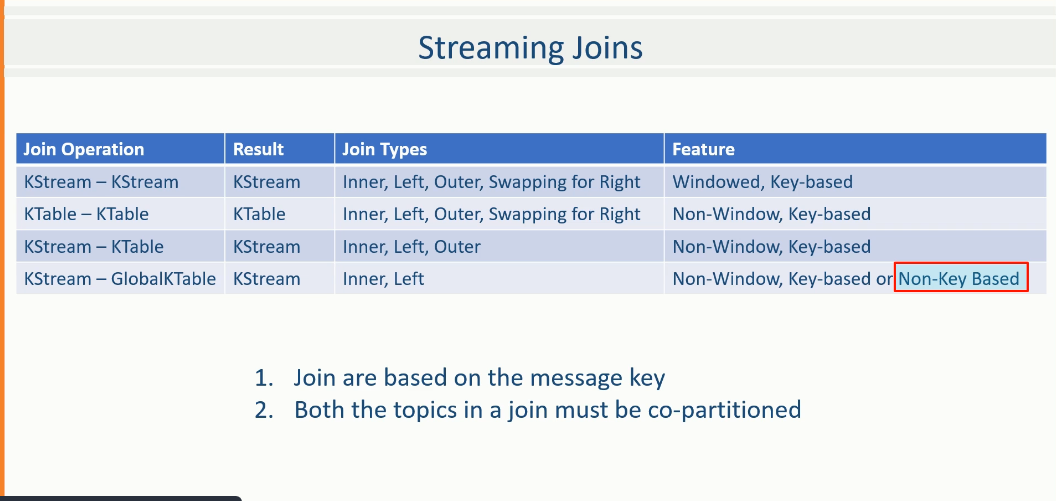 Streaming Joins
Join Operation Result Join Types Feature
KStream – KStream KStream Inner, Left, Outer, Swapping for Right Windowed, Key-based
KTable – KTable KTable Inner, Left, Outer, Swapping for Right Non-Window, Key-based
KStream – KTable KStream Inner, Left, Outer Non-Window, Key-based
KStream – GlobalKTable KStream Inner, Left Non-Window, Key-based or Non-Key Based
1. Join are based on the message key
2. Both the topics in a join must be co-partitioned